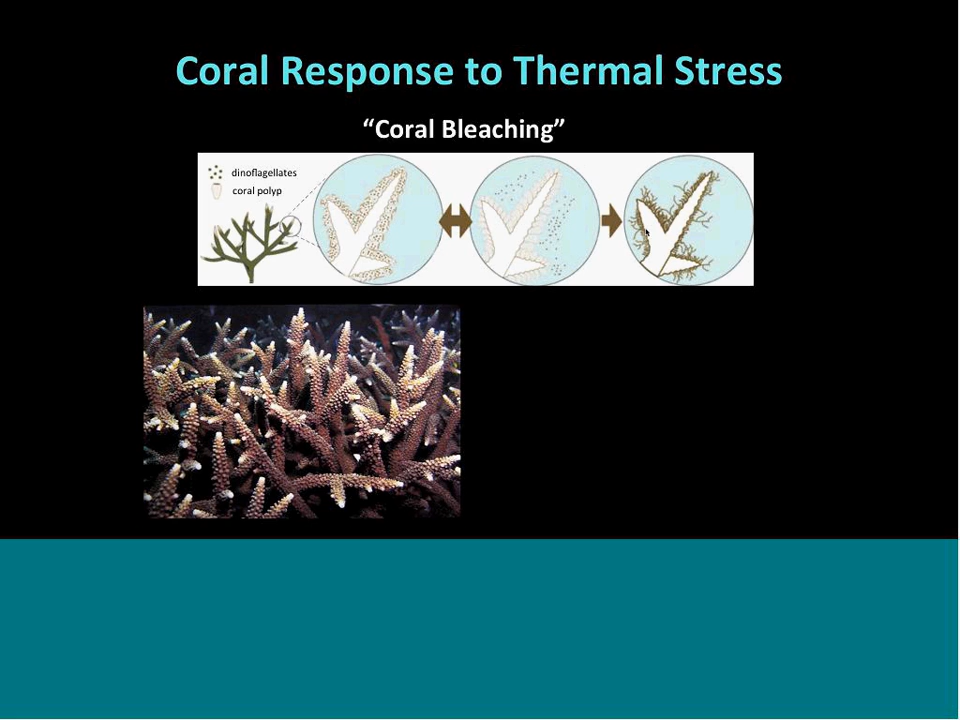 Coral Response to Thermal Stress
“Coral Bleaching”
dinoflagellates
coral polyp